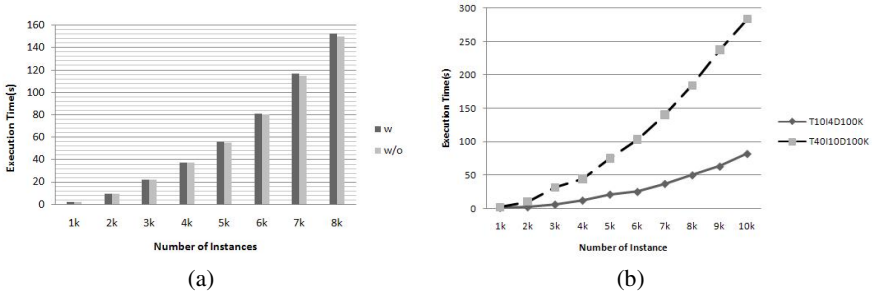 Execution Time(s)
160
140
120
100
80
60
40
20
0
1k 2k 3k 4k 5k 6k 7k 8k
Number of Instances
w
w/o
(a)
Execution Time(s)
300
250
200
150
100
50
0
1k 2k 3k 4k 5k 6k 7k 8k 9k 10k
Number of Instance
T10I4D100K
T40I10D100K
(b)